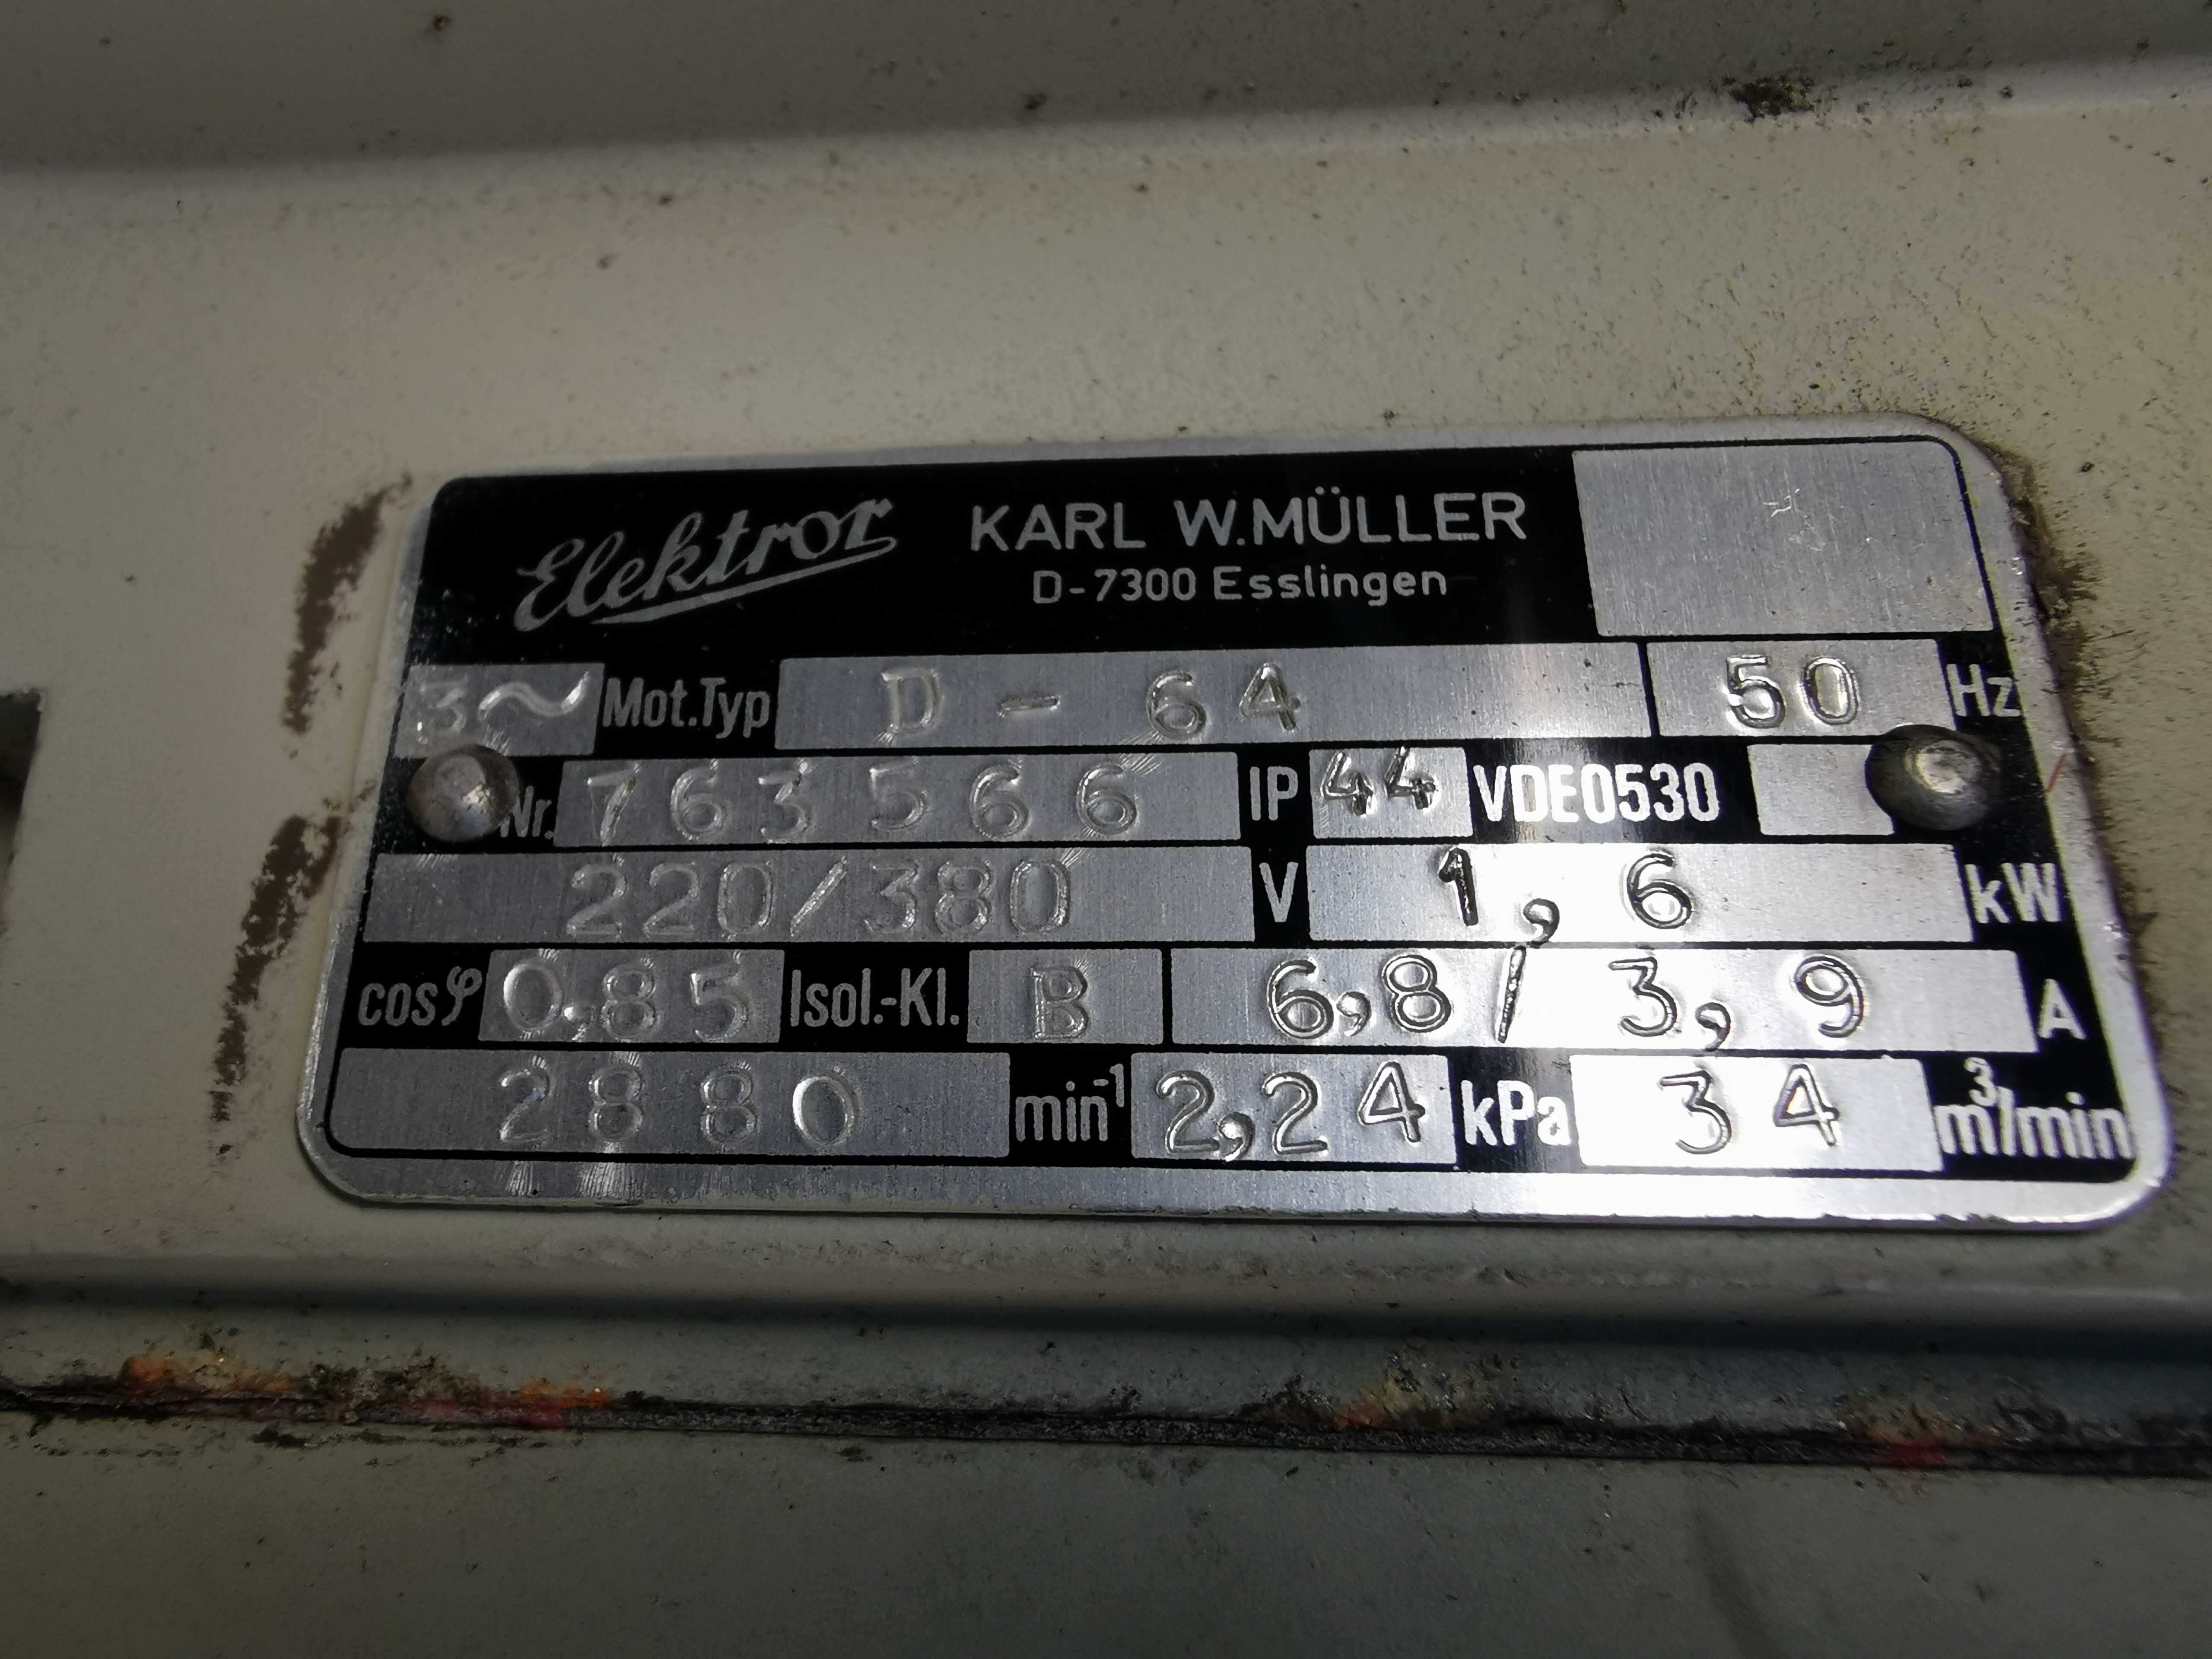 Elektror KARL W. MÜLLER
D-7300 Esslingen
3~ Mot.Typ D-64 50 Hz
Nr. 763566 IP 44 VDE0530
220/380 V 1,6 kW
cosφ 0,85 Isol.-Kl. B 6,8/3,9 A
2880 min⁻¹ 2,24 kPa 34 m³/min